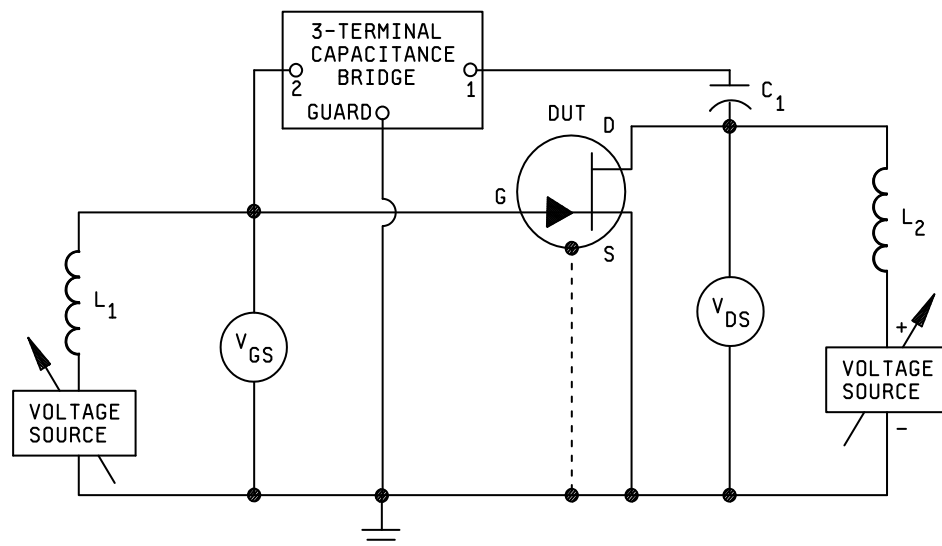 3-TERMINAL
CAPACITANCE
BRIDGE
2
1
GUARD
C1
DUT
D
G
S
L1
L2
VGS
VDS
+
VOLTAGE
SOURCE
-
VOLTAGE
SOURCE